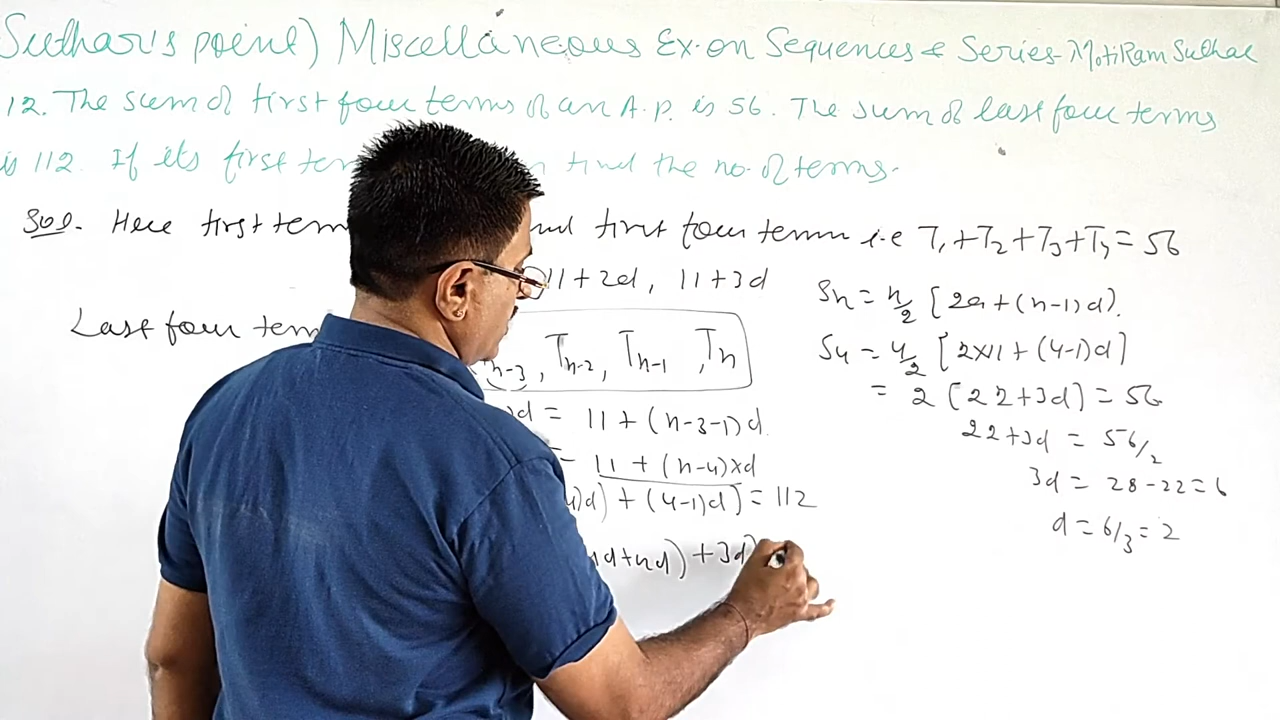 Suthar's point) Miscellaneous Ex. on Sequences & Series - MotiRam Suthar
12. The sum of first four terms of an A.P. is 56. The sum of last four terms
is 112. If its first find the no. of terms.
Sol. Here first term and first four term i.e T₁+T₂+T₃+T₄=56
11+2d, 11+3d
Last four
n-3, Tn-2, Tn-1, Tn
d = 11+(n-3-1)d.
= 11+(n-4)xd
d) + (4-1)d] = 112
d+nd) + 3d
Sn = n/2 [2a+(n-1)d].
S4 = 4/2 [2x11+(4-1)d]
= 2 (22+3d) = 56
22+3d = 56/2
3d = 28-22=6
d = 6/3 = 2